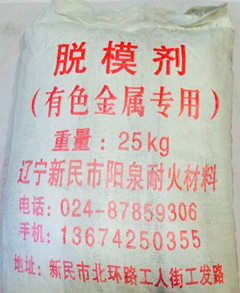 脱模剂
(有色金属专用)
重量：25kg
辽宁新民市阳泉耐火材料
电话：024-87859306
手机：13674250355
地址：新民市北环路工人街工发路